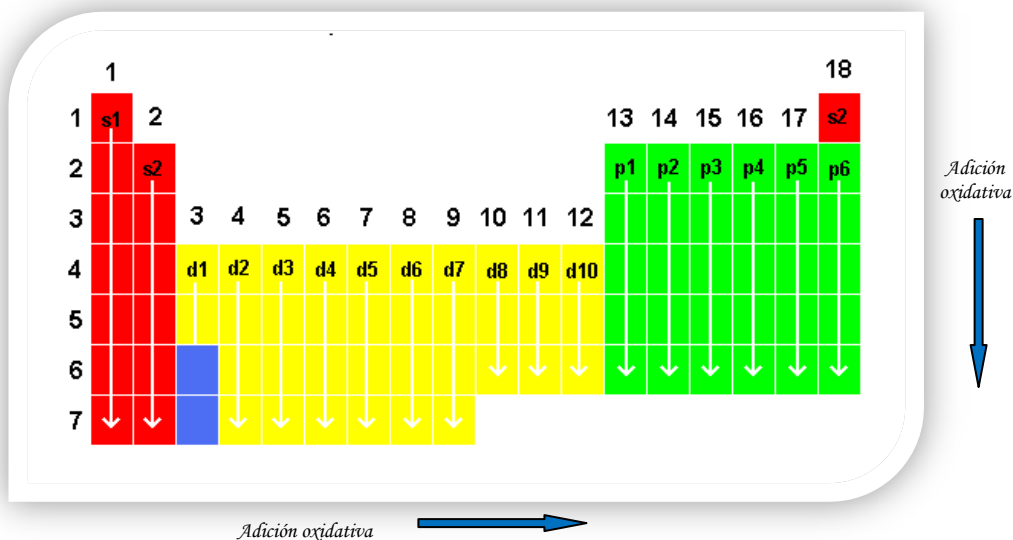 1 18
1 s1 2 13 14 15 16 17 s2
2 s2 p1 p2 p3 p4 p5 p6
3 3 4 5 6 7 8 9 10 11 12
4 d1 d2 d3 d4 d5 d6 d7 d8 d9 d10
5
6
7
Adición
oxidativa
Adición oxidativa